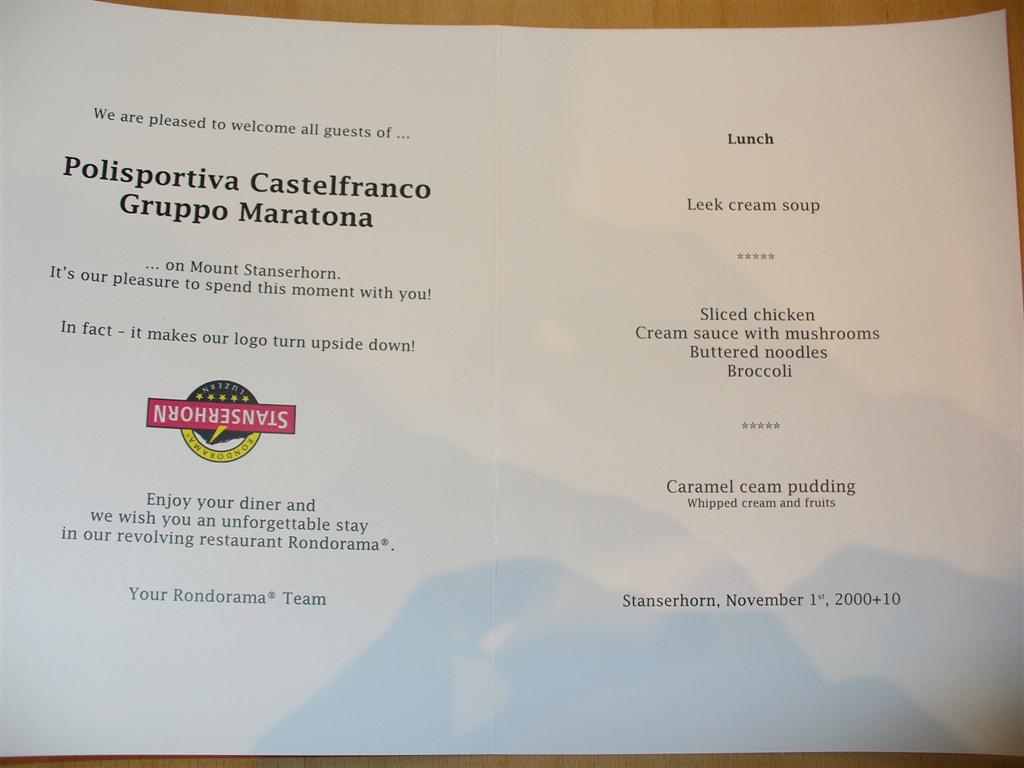 We are pleased to welcome all guests of ...
Polisportiva Castelfranco
Gruppo Maratona
... on Mount Stanserhorn.
It's our pleasure to spend this moment with you!
In fact – it makes our logo turn upside down!
LUZERN
STANSERHORN
RONDORAMA®
Enjoy your diner and
we wish you an unforgettable stay
in our revolving restaurant Rondorama®.
Your Rondorama® Team
Lunch
Leek cream soup
*****
Sliced chicken
Cream sauce with mushrooms
Buttered noodles
Broccoli
*****
Caramel ceam pudding
Whipped cream and fruits
Stanserhorn, November 1st, 2000+10